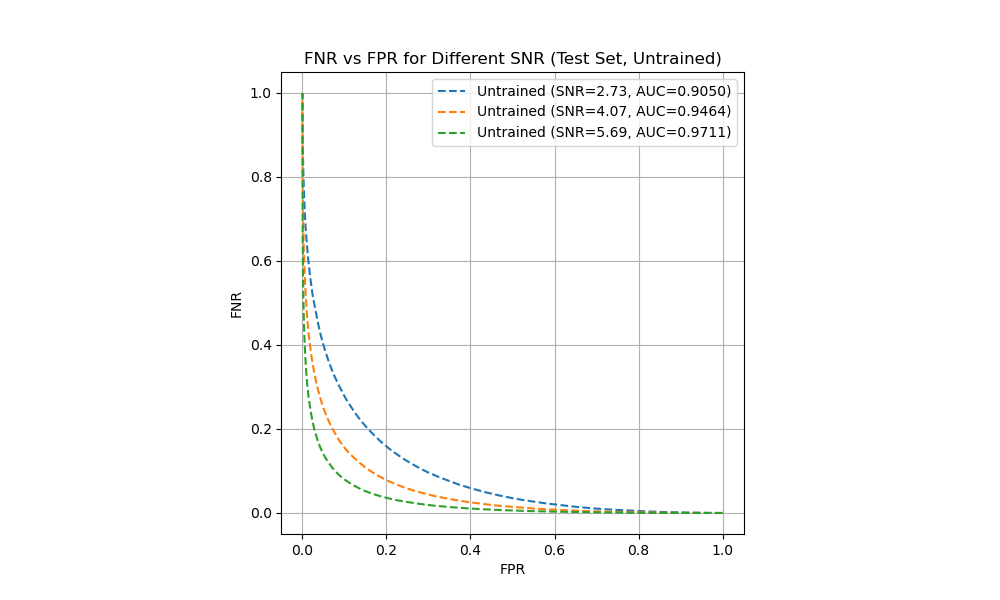 FNR vs FPR for Different SNR (Test Set, Untrained)
Untrained (SNR=2.73, AUC=0.9050)
Untrained (SNR=4.07, AUC=0.9464)
Untrained (SNR=5.69, AUC=0.9711)
1.0
0.8
0.6
0.4
0.2
0.0
FNR
0.0 0.2 0.4 0.6 0.8 1.0
FPR